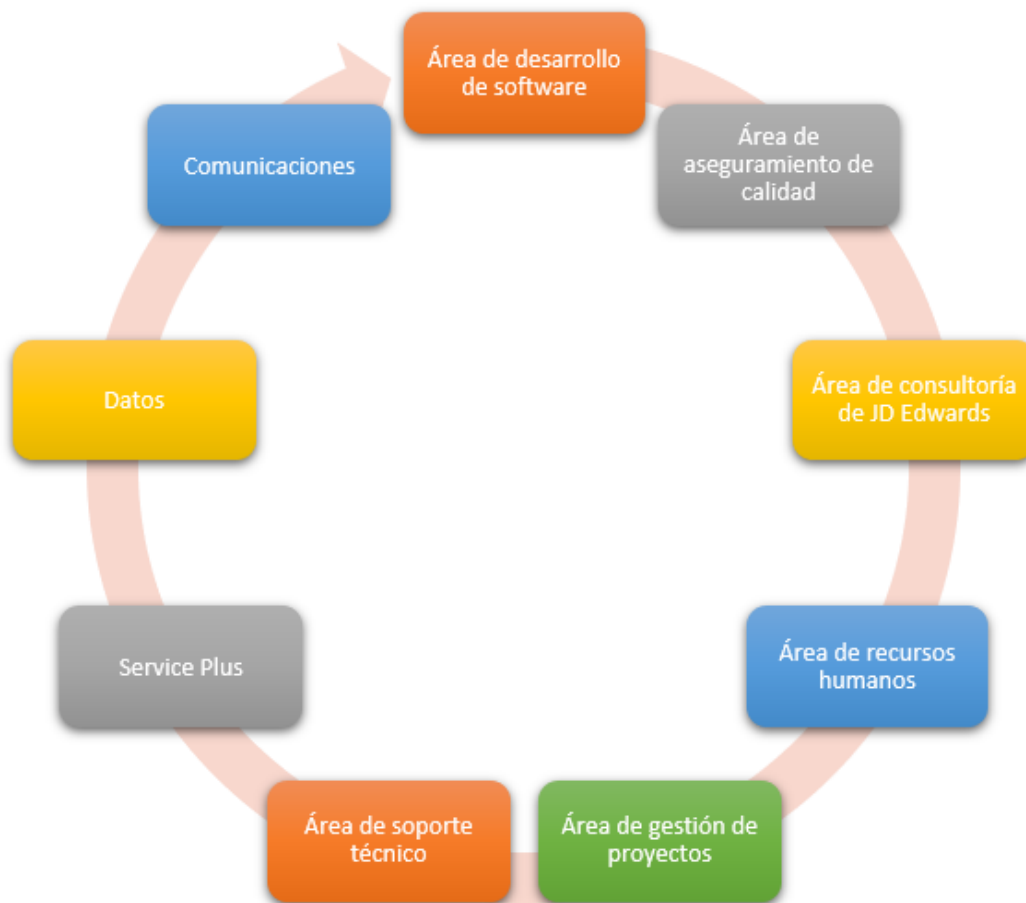 Área de desarrollo
de software
Área de
aseguramiento de
calidad
Área de consultoría
de JD Edwards
Área de recursos
humanos
Área de gestión de
proyectos
Área de soporte
técnico
Service Plus
Datos
Comunicaciones